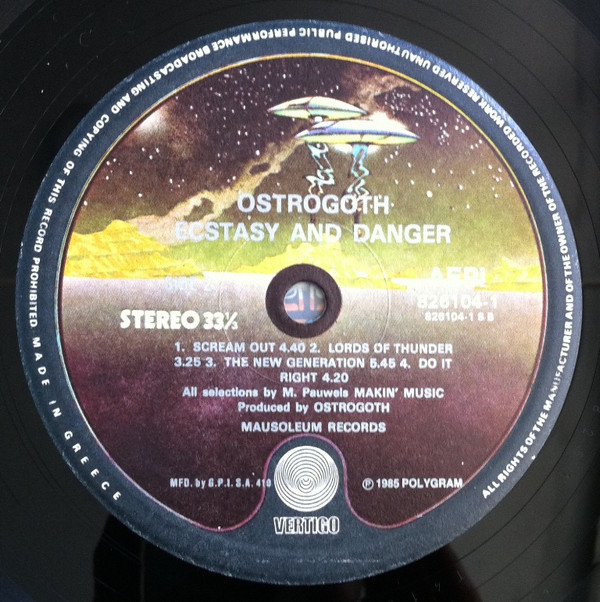 ALL RIGHTS OF THE MANUFACTURER AND OF THE OWNER OF THE RECORDED WORK RESERVED UNAUTHORISED PUBLIC PERFORMANCE BROADCASTING AND COPYING OF THIS RECORD PROHIBITED MADE IN GREECE
OSTROGOTH
ECSTASY AND DANGER
SIDE 2
AEPI
826104-1
826104-1 S B
STEREO 33⅓
1. SCREAM OUT 4.40 2. LORDS OF THUNDER
3.25 3. THE NEW GENERATION 5.45 4. DO IT
RIGHT 4.20
All selections by M. Pauwels MAKIN' MUSIC
Produced by OSTROGOTH
MAUSOLEUM RECORDS
MFD. by G.P.I. S.A. 410
℗ 1985 POLYGRAM
VERTIGO